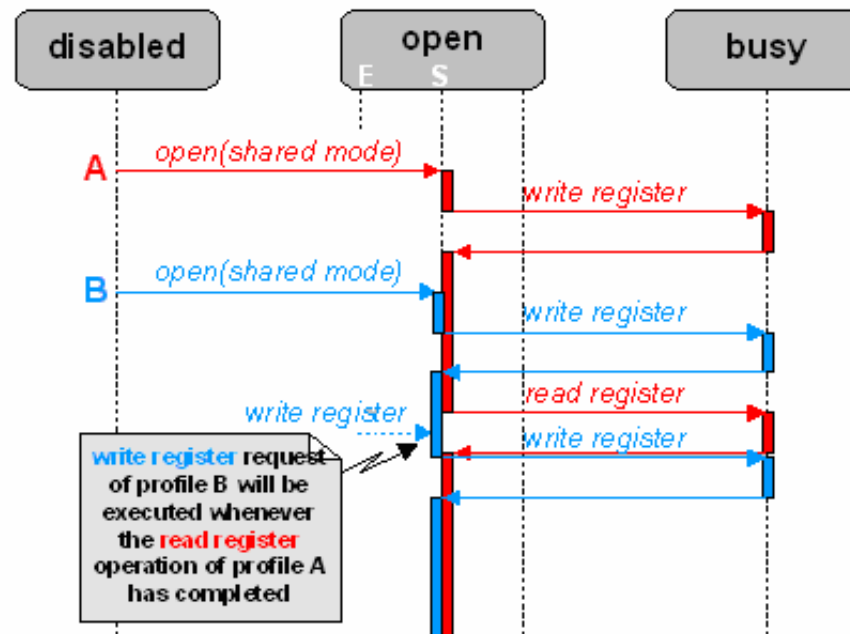 disabled
open
busy
E S
A
open(shared mode)
write register
B
open(shared mode)
write register
read register
write register
write register
write register request
of profile B will be
executed whenever
the read register
operation of profile A
has completed